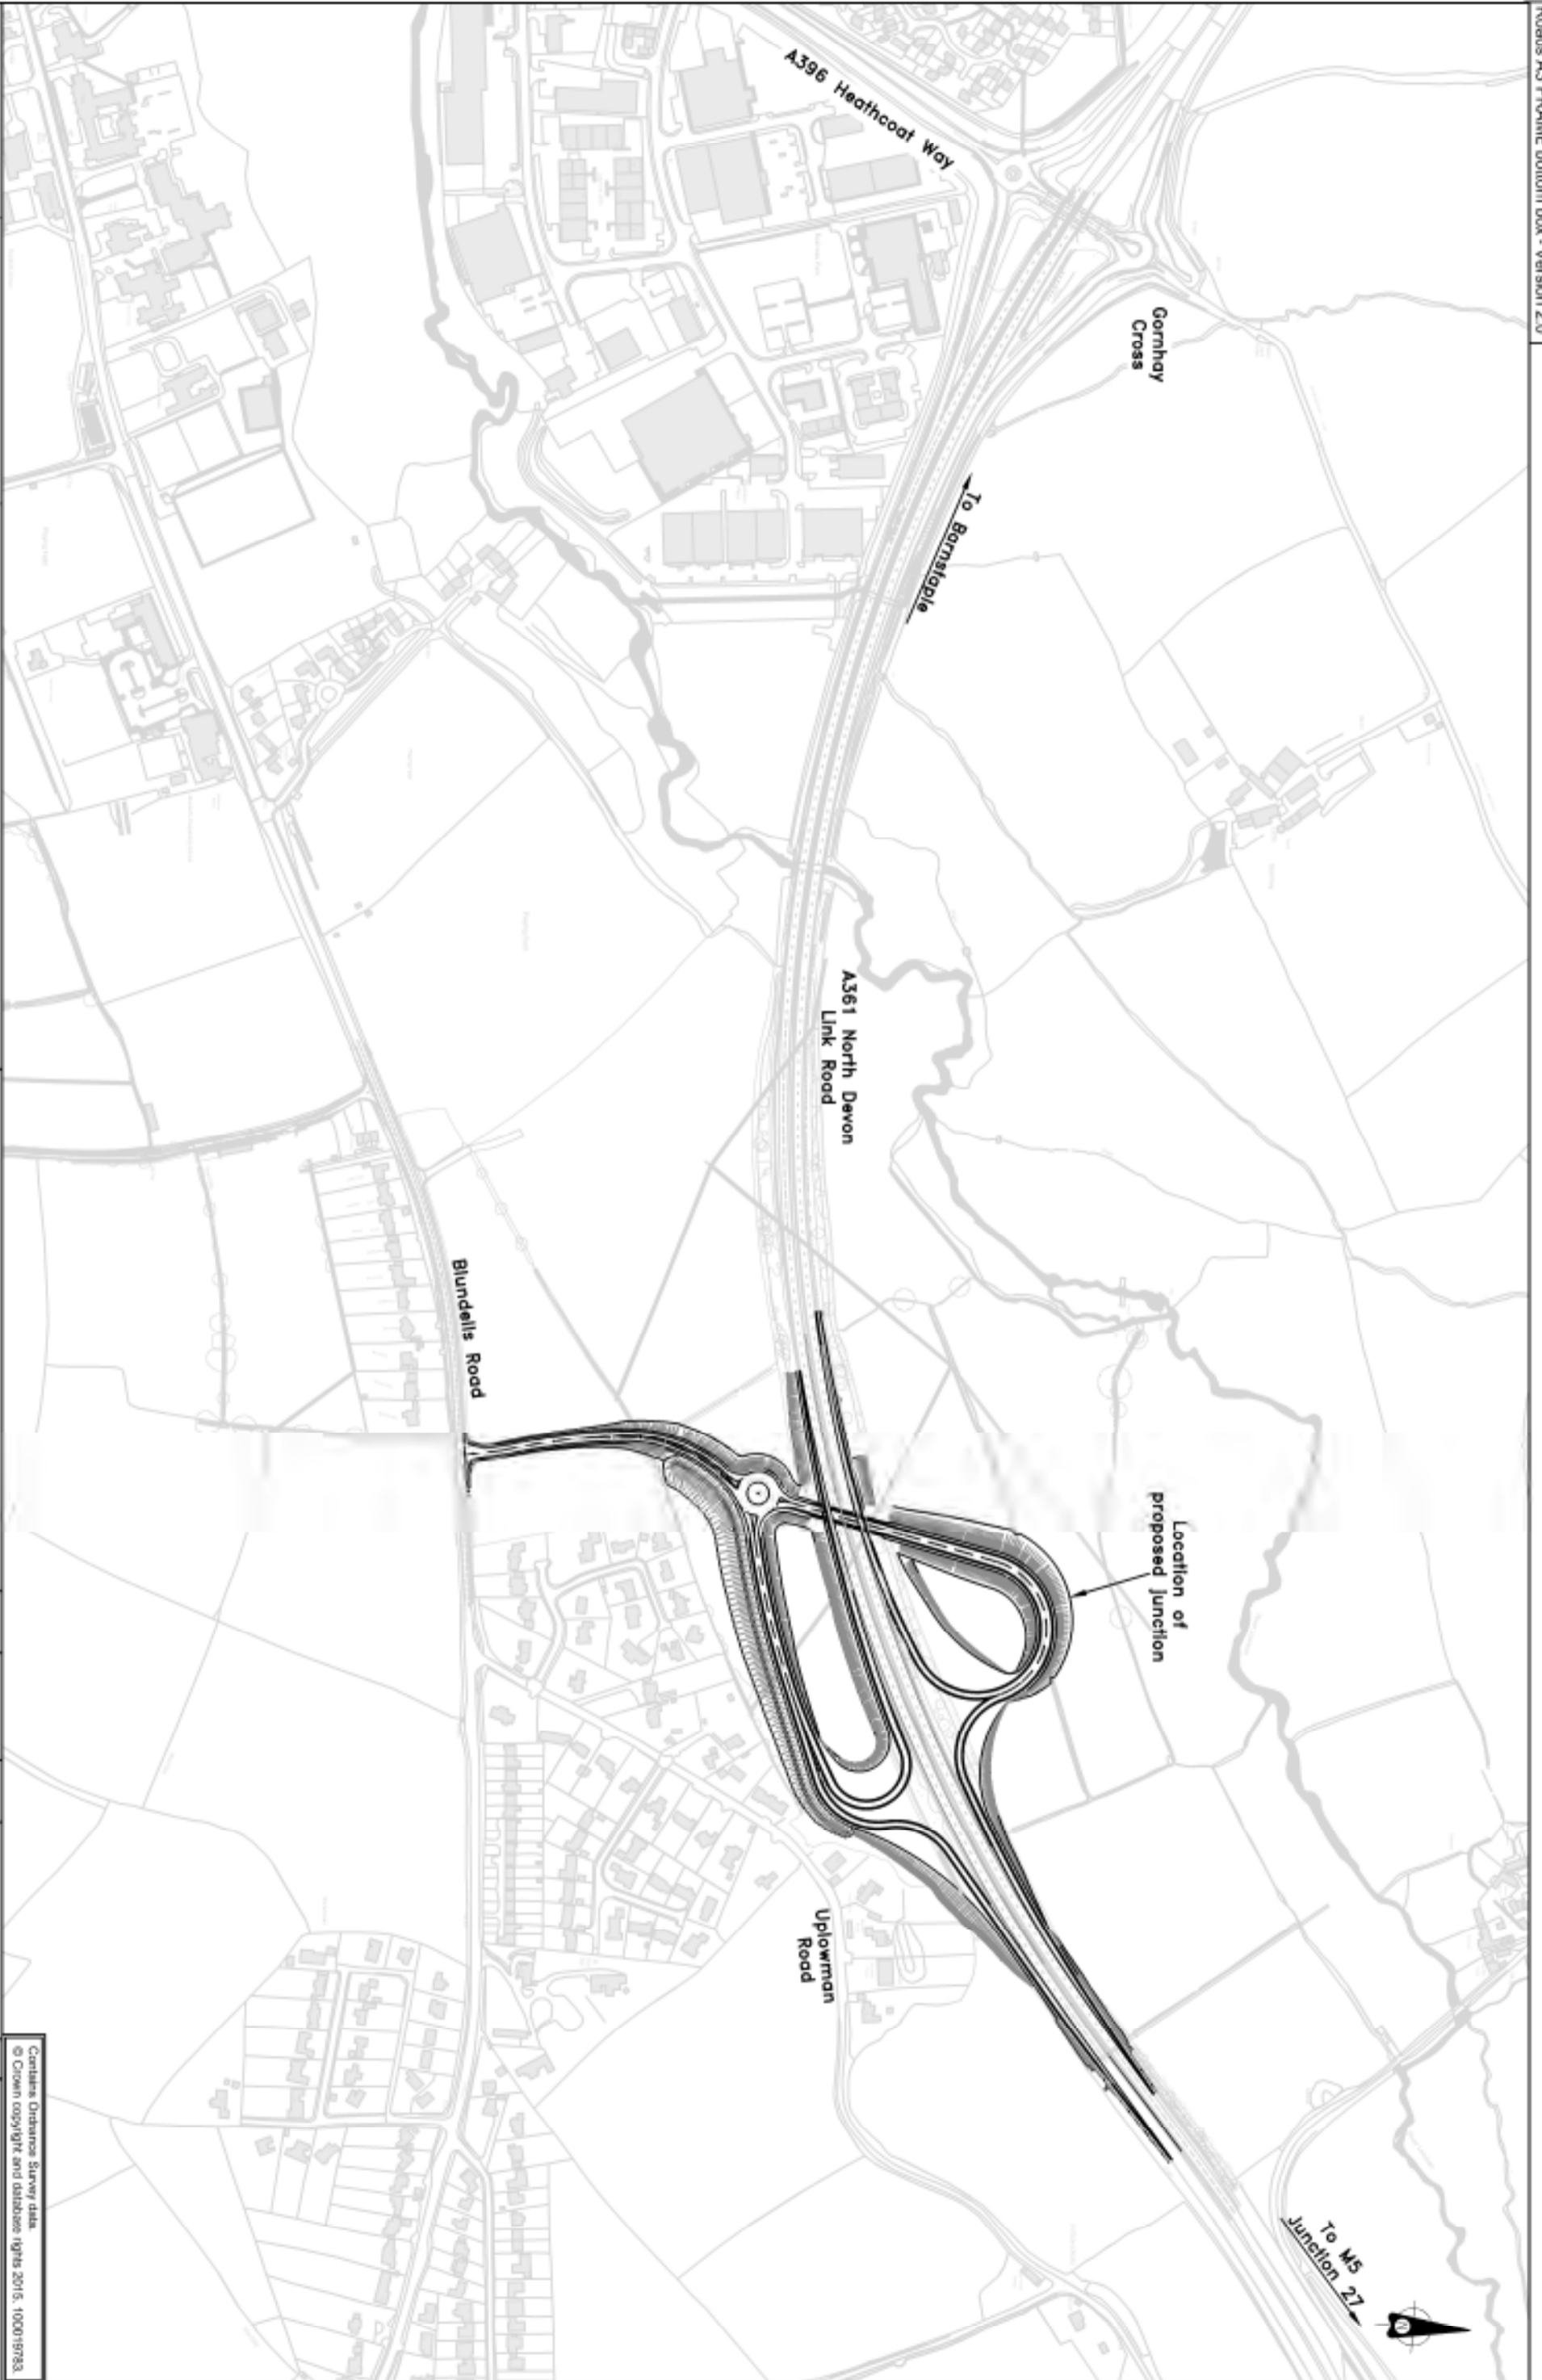 A396 Heathcoat Way
Gornhay
Cross
To Barnstaple
A361 North Devon
Link Road
Blundells Road
Location of
proposed junction
Uplowman
Road
To M5
Junction 27
N
Contains Ordnance Survey data.
© Crown copyright and database rights 2015. 100019783.